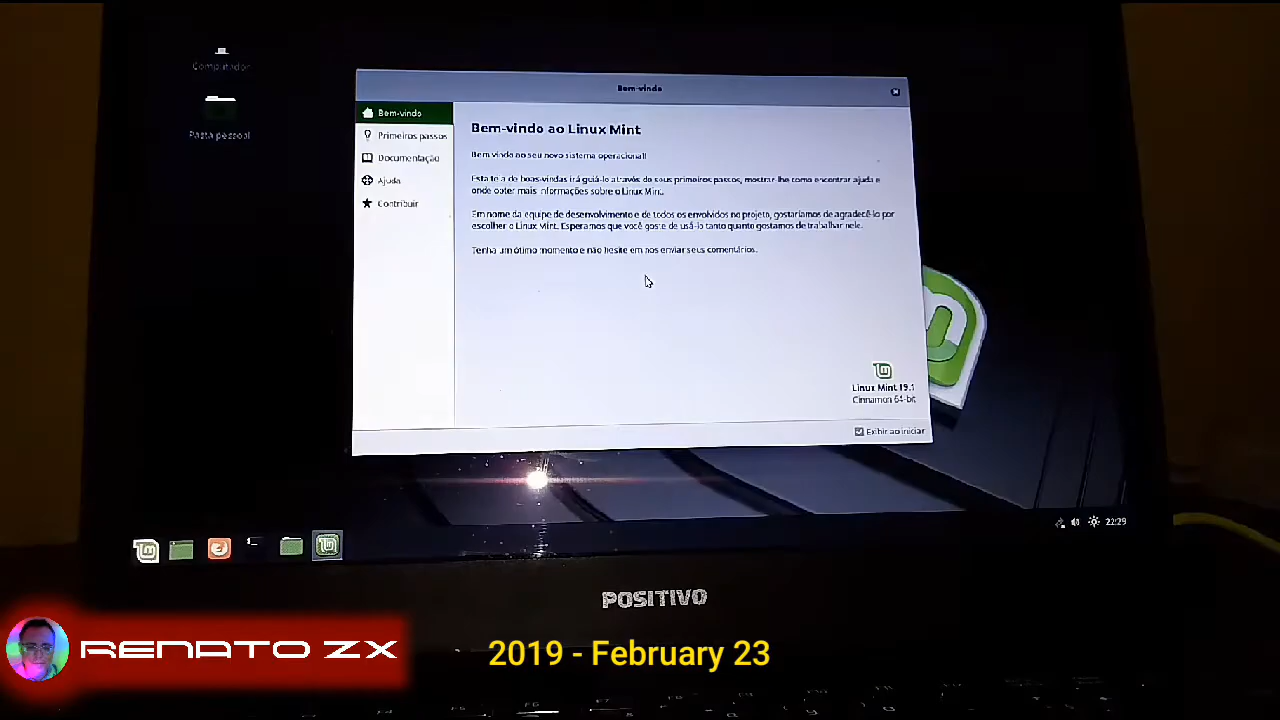 Computador
Pasta pessoal
Bem-vindo
Bem-vindo
Primeiros passos
Documentação
Ajuda
Contribuir
Bem-vindo ao Linux Mint
Bem vindo ao seu novo sistema operacional!
Esta tela de boas-vindas irá guiá-lo através do seus primeiros passos, mostrar-lhe como encontrar ajuda e
onde obter mais informações sobre o Linux Mint.
Em nome da equipe de desenvolvimento e de todos os envolvidos no projeto, gostaríamos de agradecê-lo por
escolher o Linux Mint. Esperamos que você goste de usá-lo tanto quanto gostamos de trabalhar nele.
Tenha um ótimo momento e não hesite em nos enviar seus comentários.
Linux Mint 19.1
Cinnamon 64-bit
Exibir ao iniciar
22:29
POSITIVO
RENATO ZX
2019 - February 23